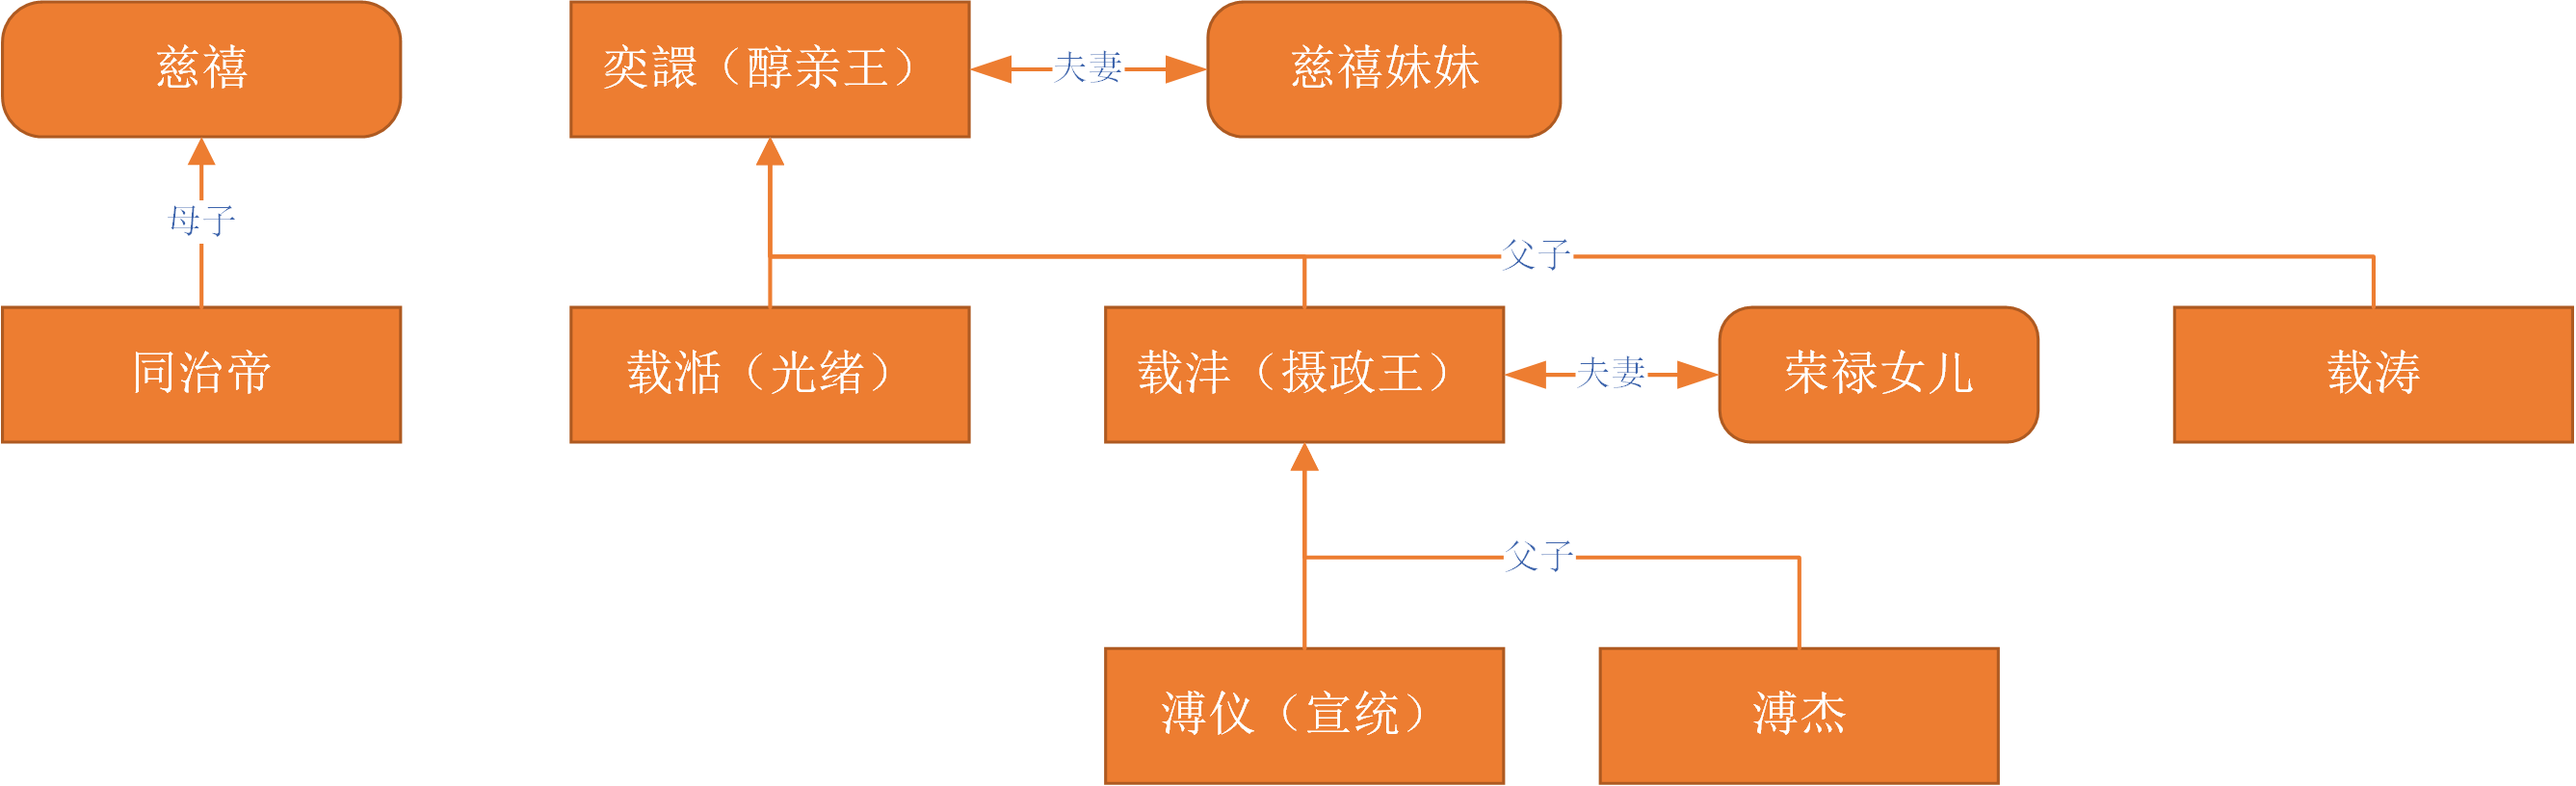 慈禧
奕譞（醇亲王）
夫妻
慈禧妹妹
母子
父子
同治帝
载湉（光绪）
载沣（摄政王）
夫妻
荣禄女儿
载涛
父子
溥仪（宣统）
溥杰